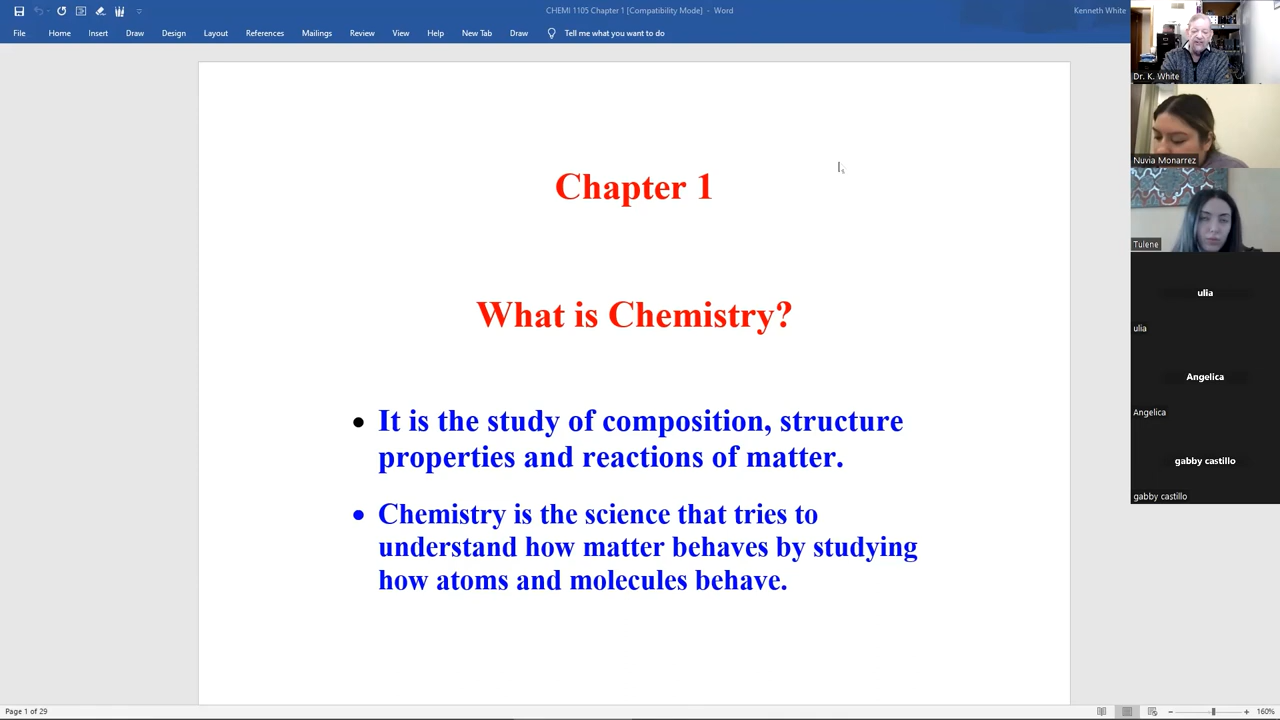 CHEMI 1105 Chapter 1 [Compatibility Mode] - Word
Kenneth White
File Home Insert Draw Design Layout References Mailings Review View Help New Tab Draw Tell me what you want to do
Chapter 1
What is Chemistry?
• It is the study of composition, structure
properties and reactions of matter.
• Chemistry is the science that tries to
understand how matter behaves by studying
how atoms and molecules behave.
Dr. K. White
Nuvia Monarrez
Tulene
ulia
ulia
Angelica
Angelica
gabby castillo
gabby castillo
Page 1 of 29
160%